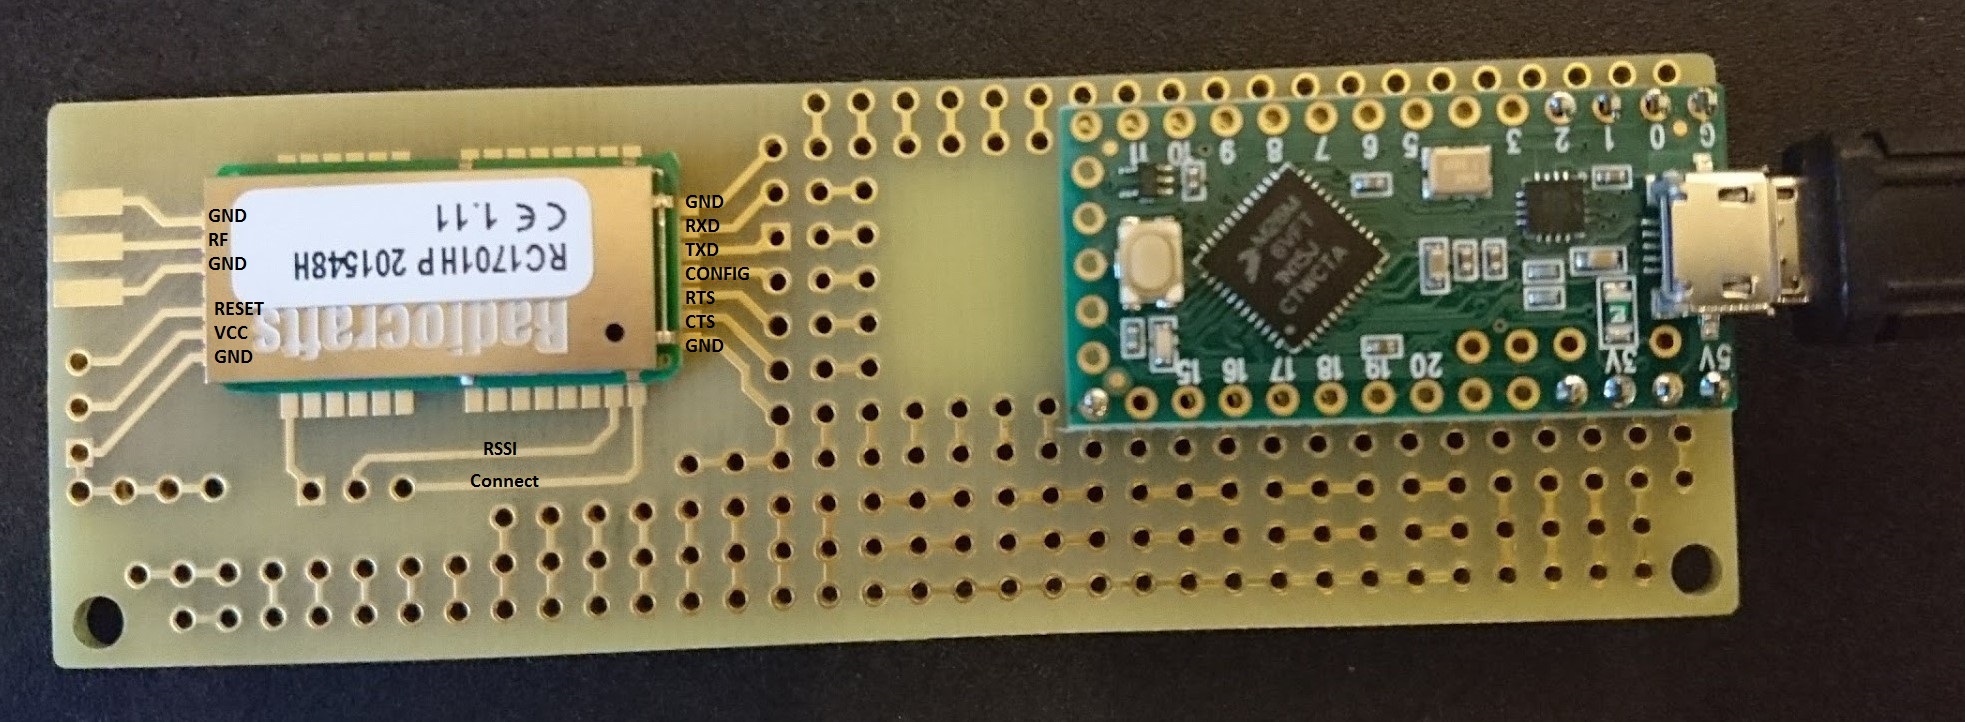 GND
RF
GND
RESET
VCC
GND
Radiocrafts
RC1701HP 201548H
CE 1.11
GND
RXD
TXD
CONFIG
RTS
CTS
GND
RSSI
Connect
G 0 1 2 3 5 6 7 8 9 10 11
5V 3V 20 19 18 17 16 15
CTWCTA